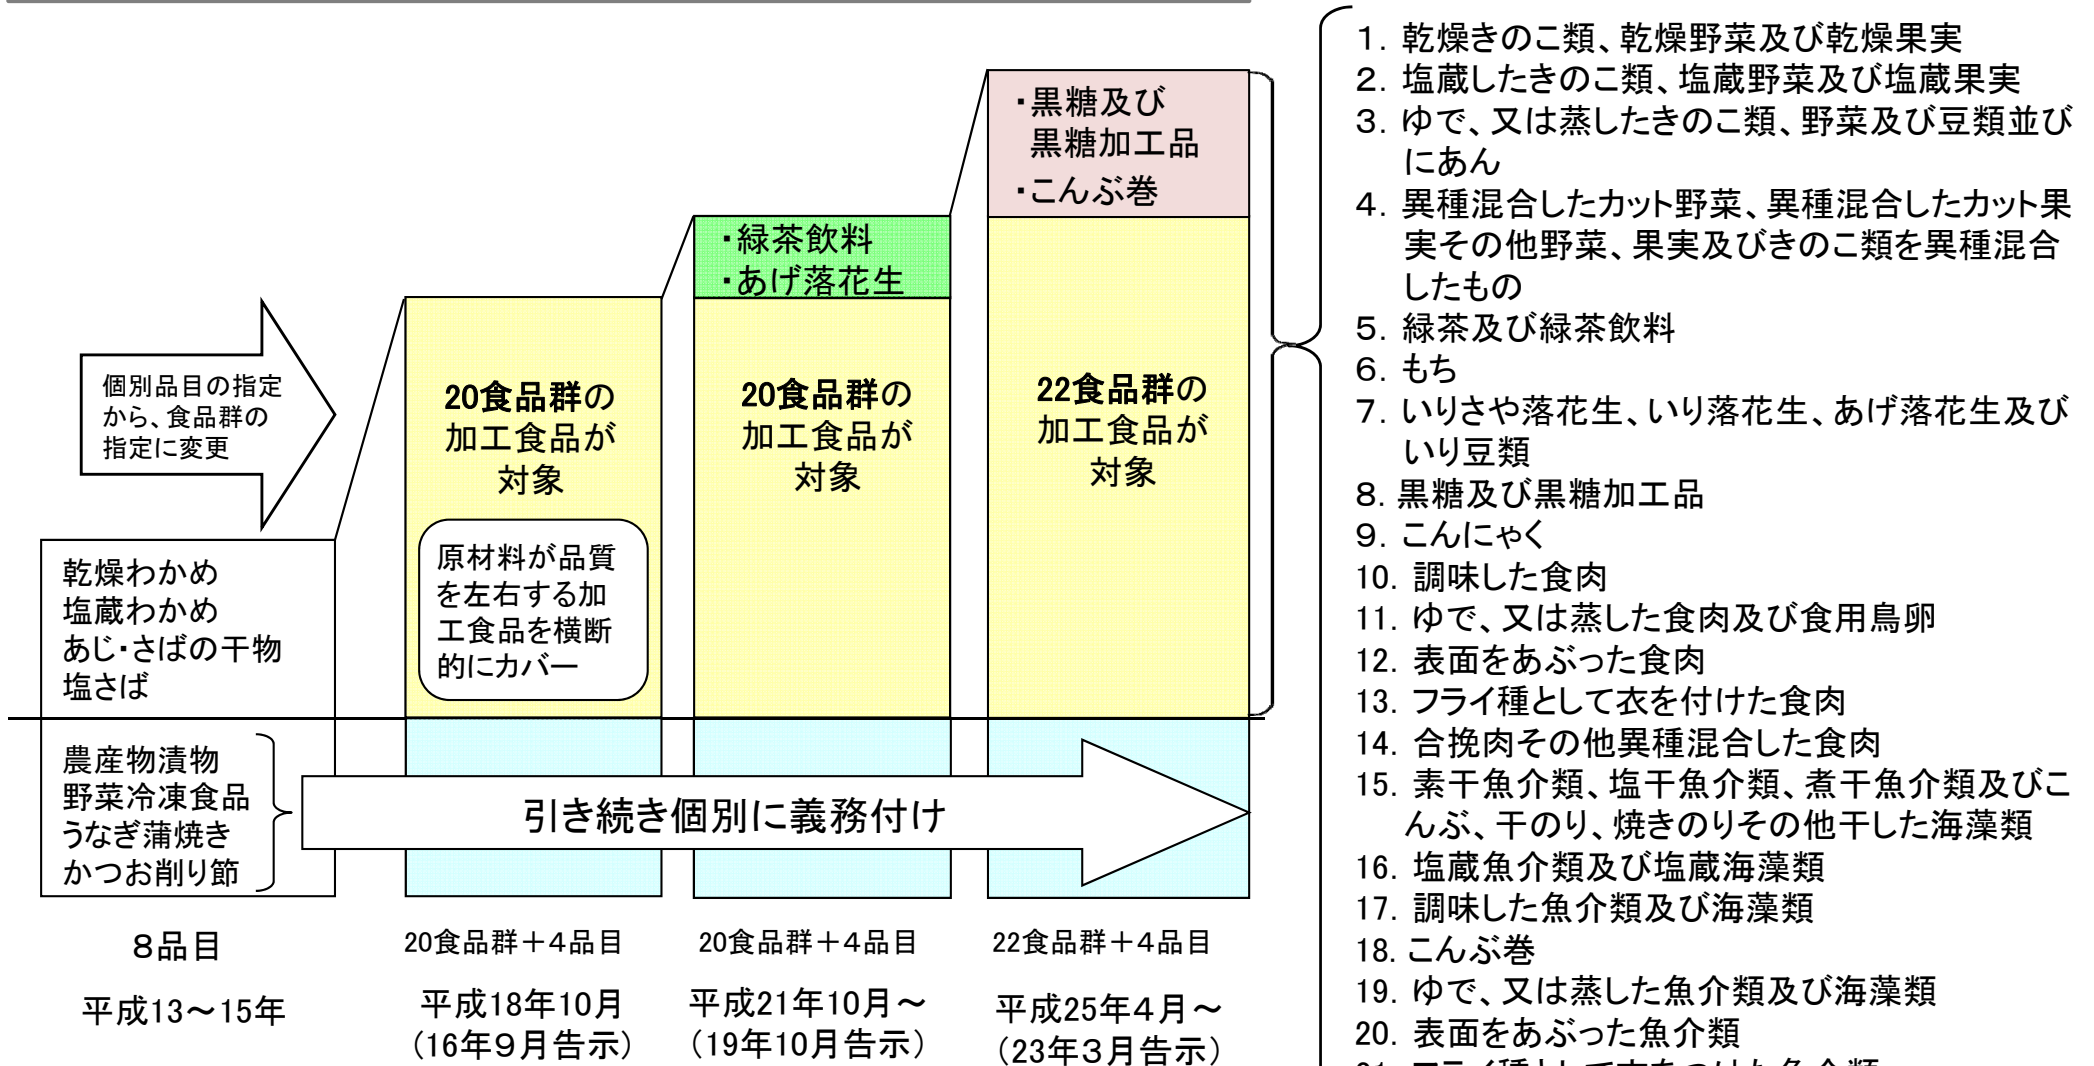 個別品目の指定
から、食品群の
指定に変更
乾燥わかめ
塩蔵わかめ
あじ・さばの干物
塩さば
農産物漬物
野菜冷凍食品
うなぎ蒲焼き
かつお削り節
8品目
平成13～15年
20食品群の
加工食品が
対象
原材料が品質
を左右する加
工食品を横断
的にカバー
20食品群＋4品目
平成18年10月
（16年9月告示）
・緑茶飲料
・あげ落花生
20食品群の
加工食品が
対象
20食品群＋4品目
平成21年10月～
（19年10月告示）
・黒糖及び
黒糖加工品
・こんぶ巻
22食品群の
加工食品が
対象
22食品群＋4品目
平成25年4月～
（23年3月告示）
引き続き個別に義務付け
1. 乾燥きのこ類、乾燥野菜及び乾燥果実
2. 塩蔵したきのこ類、塩蔵野菜及び塩蔵果実
3. ゆで、又は蒸したきのこ類、野菜及び豆類並び
にあん
4. 異種混合したカット野菜、異種混合したカット果
実その他野菜、果実及びきのこ類を異種混合
したもの
5. 緑茶及び緑茶飲料
6. もち
7. いりさや落花生、いり落花生、あげ落花生及び
いり豆類
8. 黒糖及び黒糖加工品
9. こんにゃく
10. 調味した食肉
11. ゆで、又は蒸した食肉及び食用鳥卵
12. 表面をあぶった食肉
13. フライ種として衣を付けた食肉
14. 合挽肉その他異種混合した食肉
15. 素干魚介類、塩干魚介類、煮干魚介類及びこ
んぶ、干のり、焼きのりその他干した海藻類
16. 塩蔵魚介類及び塩蔵海藻類
17. 調味した魚介類及び海藻類
18. こんぶ巻
19. ゆで、又は蒸した魚介類及び海藻類
20. 表面をあぶった魚介類